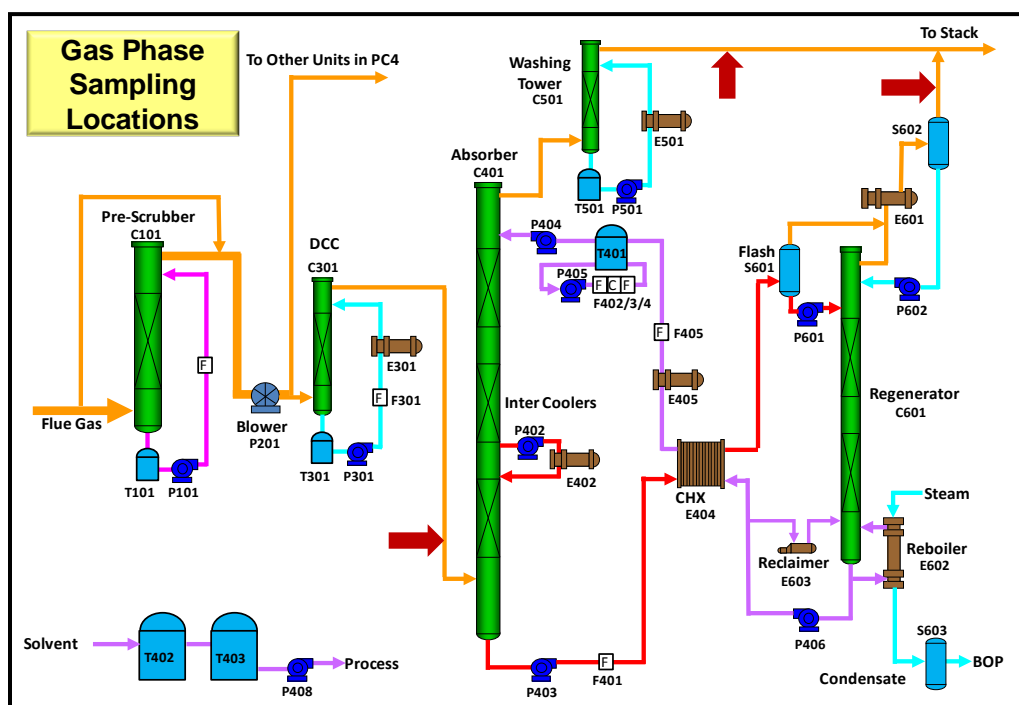 Gas Phase
Sampling
Locations
To Other Units in PC4
To Stack
Washing
Tower
C501
E501
T501
P501
S602
E601
Absorber
C401
Pre-Scrubber
C101
DCC
C301
P404
T401
P405
F C F
F402/3/4
Flash
S601
P601
P602
F
F405
E405
F
E301
F
F301
Flue Gas
Blower
P201
Regenerator
C601
Inter Coolers
P402
E402
T101
P101
T301
P301
CHX
E404
Steam
Reclaimer
E603
Reboiler
E602
Solvent
T402
T403
Process
P408
P403
F
F401
P406
S603
Condensate
BOP